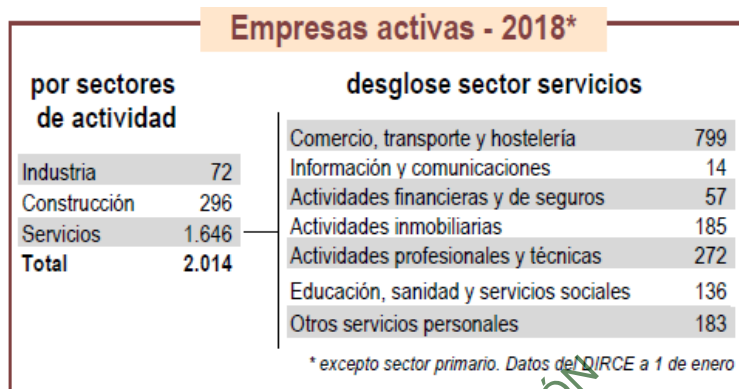 Empresas activas - 2018*
por sectores
de actividad
Industria 72
Construcción 296
Servicios 1.646
Total 2.014
desglose sector servicios
Comercio, transporte y hostelería 799
Información y comunicaciones 14
Actividades financieras y de seguros 57
Actividades inmobiliarias 185
Actividades profesionales y técnicas 272
Educación, sanidad y servicios sociales 136
Otros servicios personales 183
* excepto sector primario. Datos del DIRCE a 1 de enero